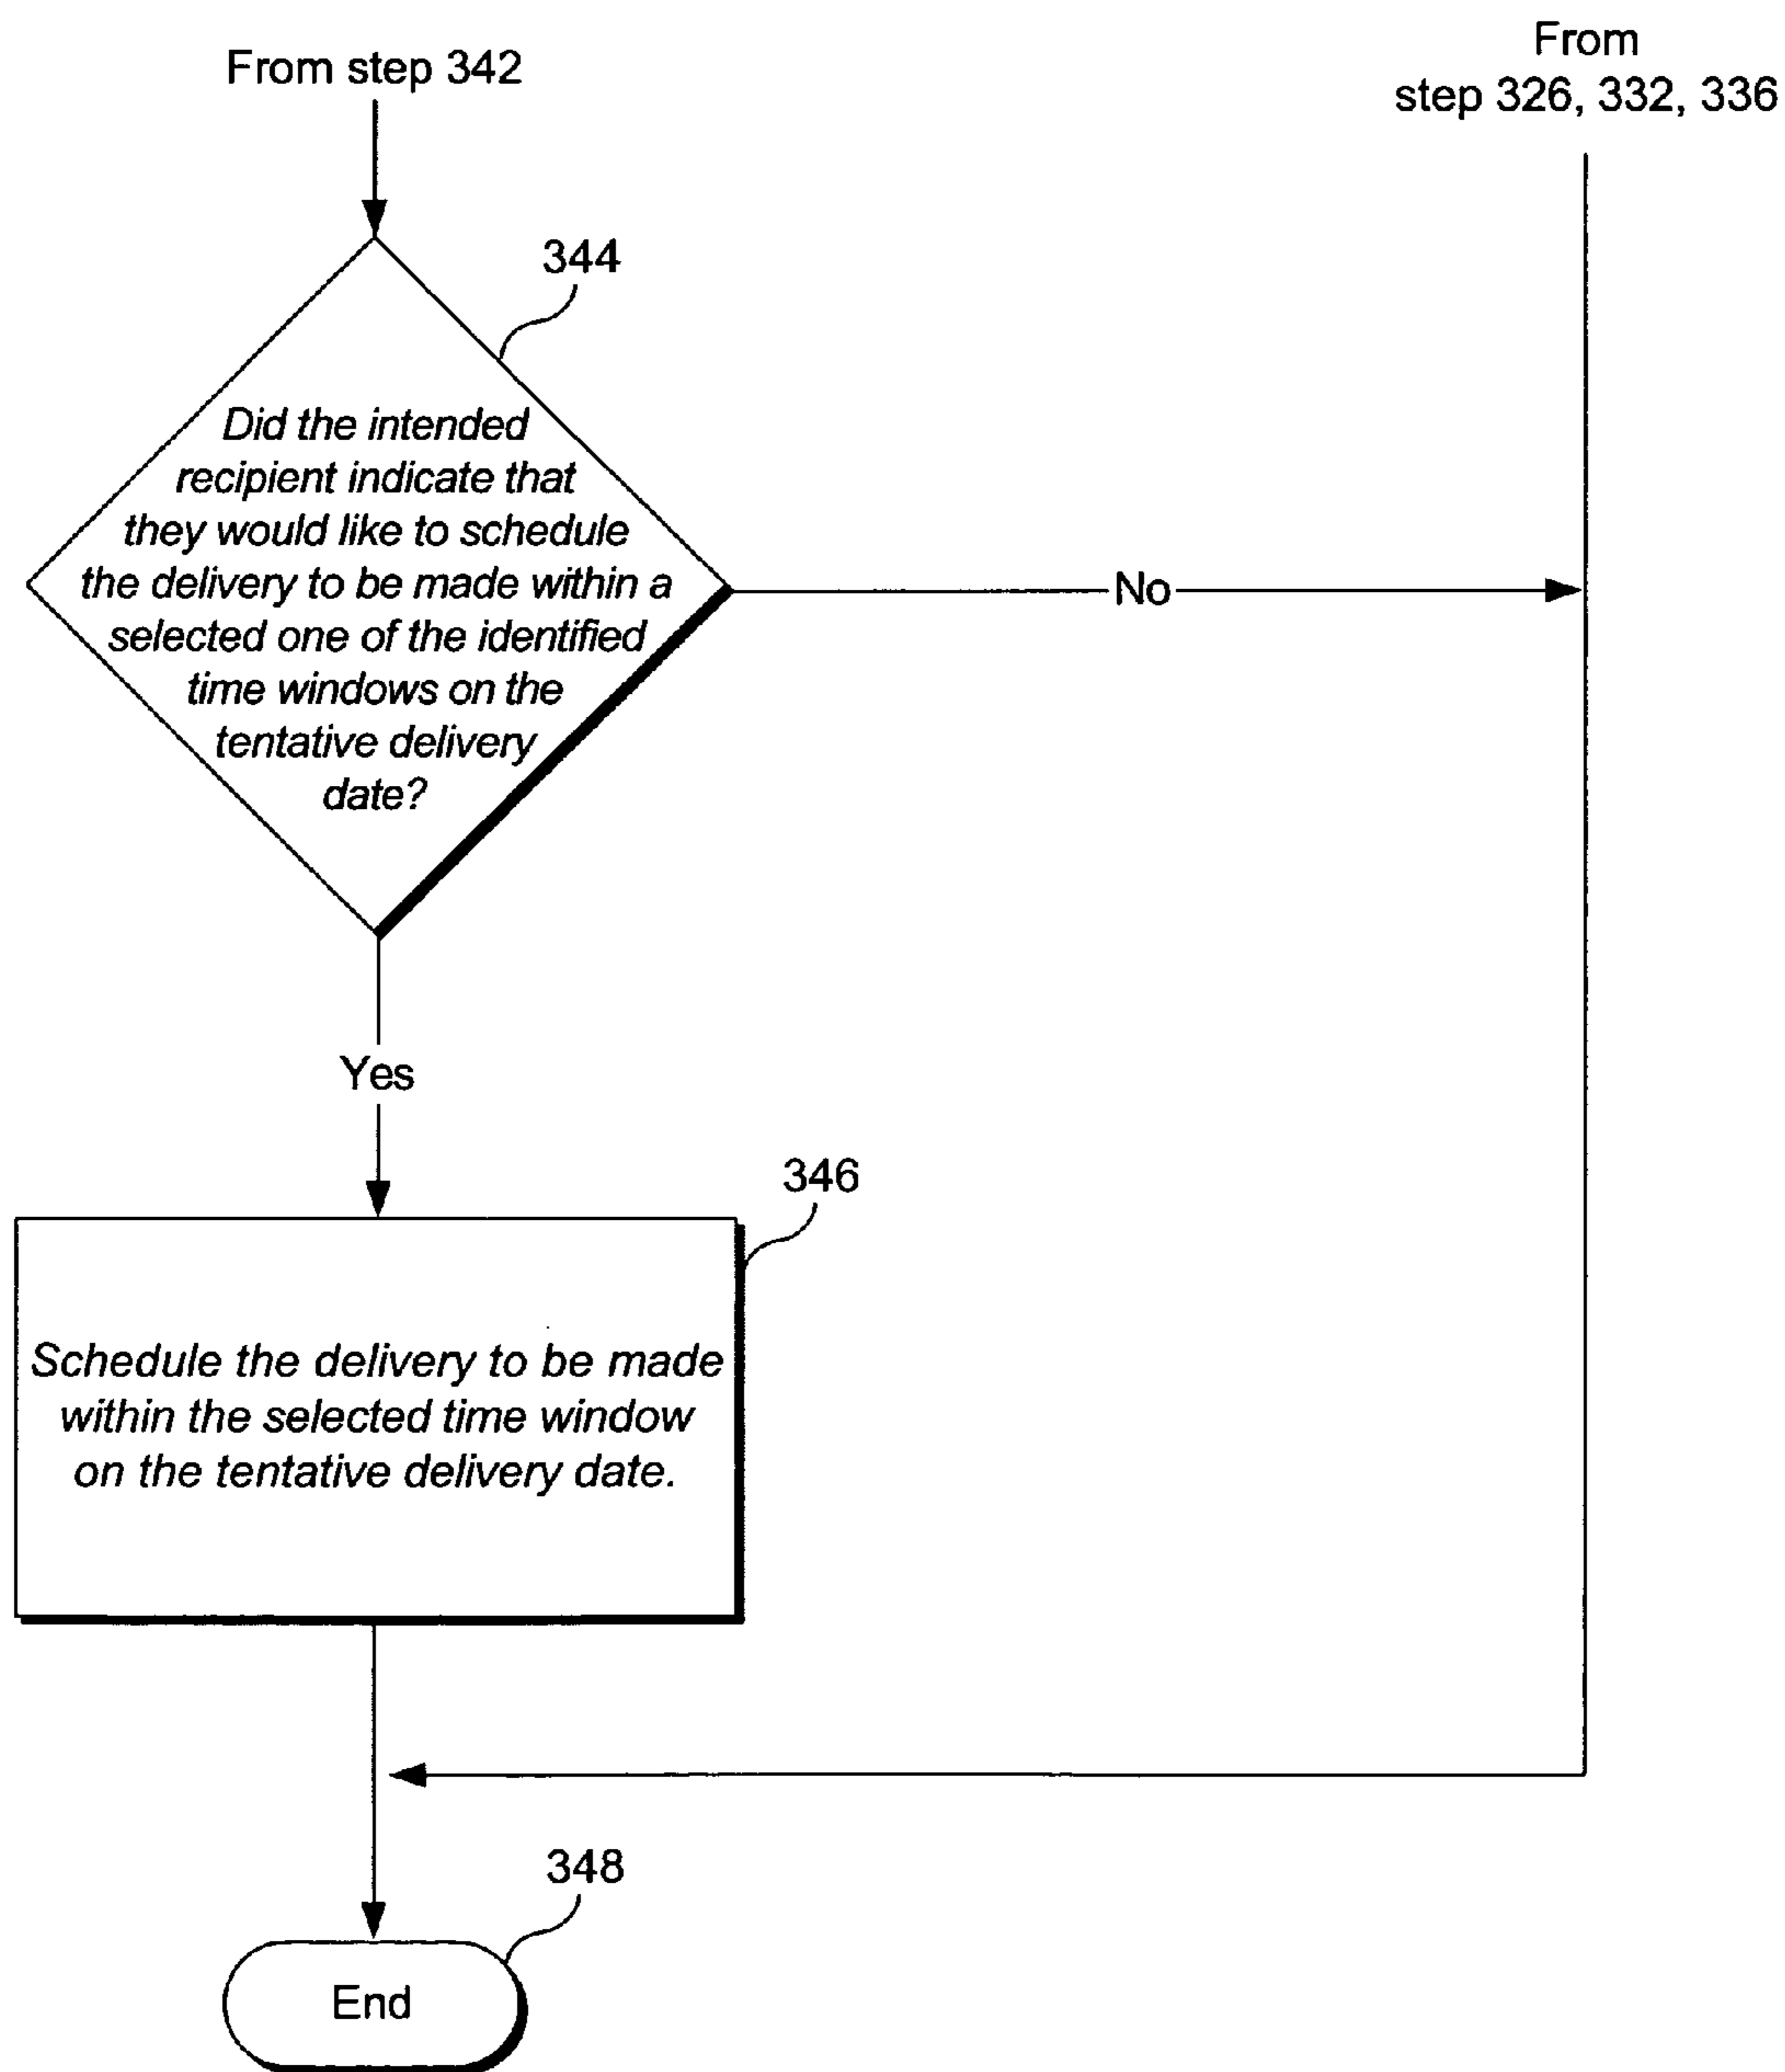 From step 342
From
step 326, 332, 336
344
Did the intended
recipient indicate that
they would like to schedule
the delivery to be made within a
selected one of the identified
time windows on the
tentative delivery
date?
No
Yes
346
Schedule the delivery to be made
within the selected time window
on the tentative delivery date.
348
End